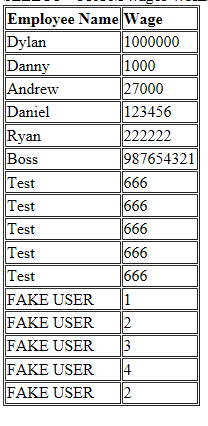 Employee Name Wage
Dylan 1000000
Danny 1000
Andrew 27000
Daniel 123456
Ryan 222222
Boss 987654321
Test 666
Test 666
Test 666
Test 666
Test 666
FAKE USER 1
FAKE USER 2
FAKE USER 3
FAKE USER 4
FAKE USER 2